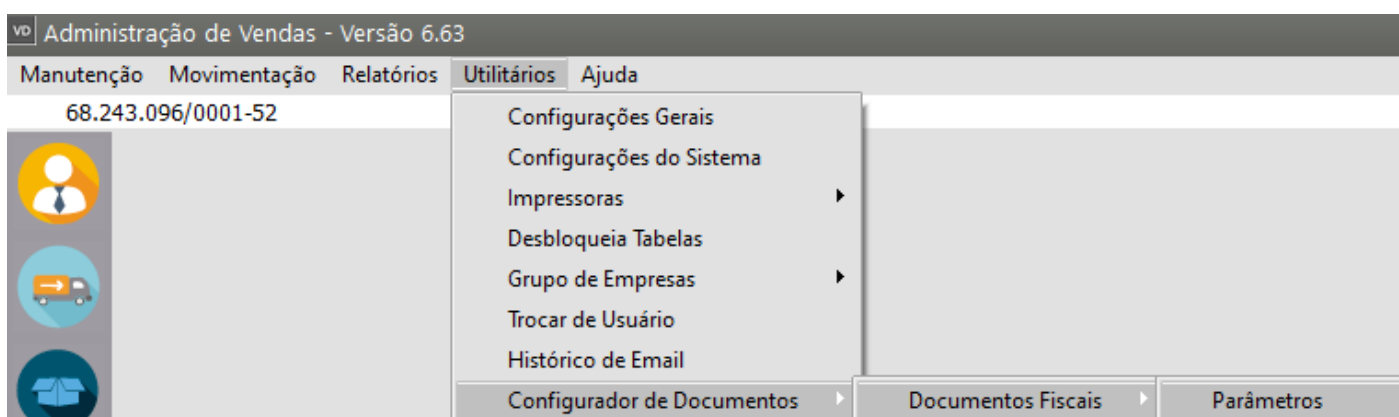 VD Administração de Vendas - Versão 6.63
Manutenção Movimentação Relatórios Utilitários Ajuda
68.243.096/0001-52
Configurações Gerais
Configurações do Sistema
Impressoras
Desbloqueia Tabelas
Grupo de Empresas
Trocar de Usuário
Histórico de Email
Configurador de Documentos Documentos Fiscais Parâmetros